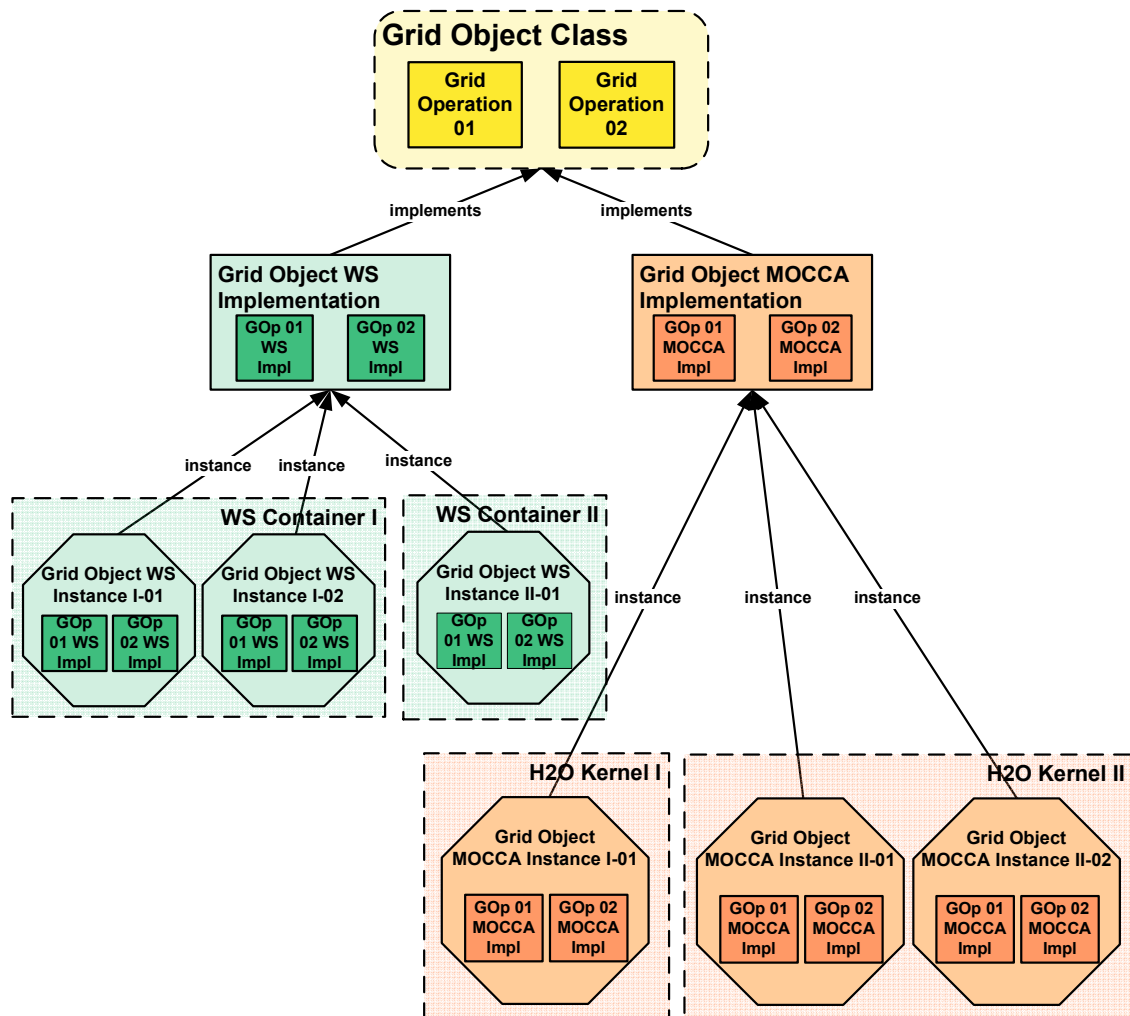 Grid Object Class
Grid
Operation
01
Grid
Operation
02
implements
implements
Grid Object WS
Implementation
GOp 01
WS
Impl
GOp 02
WS
Impl
Grid Object MOCCA
Implementation
GOp 01
MOCCA
Impl
GOp 02
MOCCA
Impl
instance
instance
instance
WS Container I
Grid Object WS
Instance I-01
GOp
01 WS
Impl
GOp
02 WS
Impl
Grid Object WS
Instance I-02
GOp
01 WS
Impl
GOp
02 WS
Impl
WS Container II
Grid Object WS
Instance II-01
GOp
01 WS
Impl
GOp
02 WS
Impl
instance
instance
instance
H2O Kernel I
Grid Object
MOCCA Instance I-01
GOp 01
MOCCA
Impl
GOp 02
MOCCA
Impl
H2O Kernel II
Grid Object
MOCCA Instance II-01
GOp 01
MOCCA
Impl
GOp 02
MOCCA
Impl
Grid Object
MOCCA Instance II-02
GOp 01
MOCCA
Impl
GOp 02
MOCCA
Impl